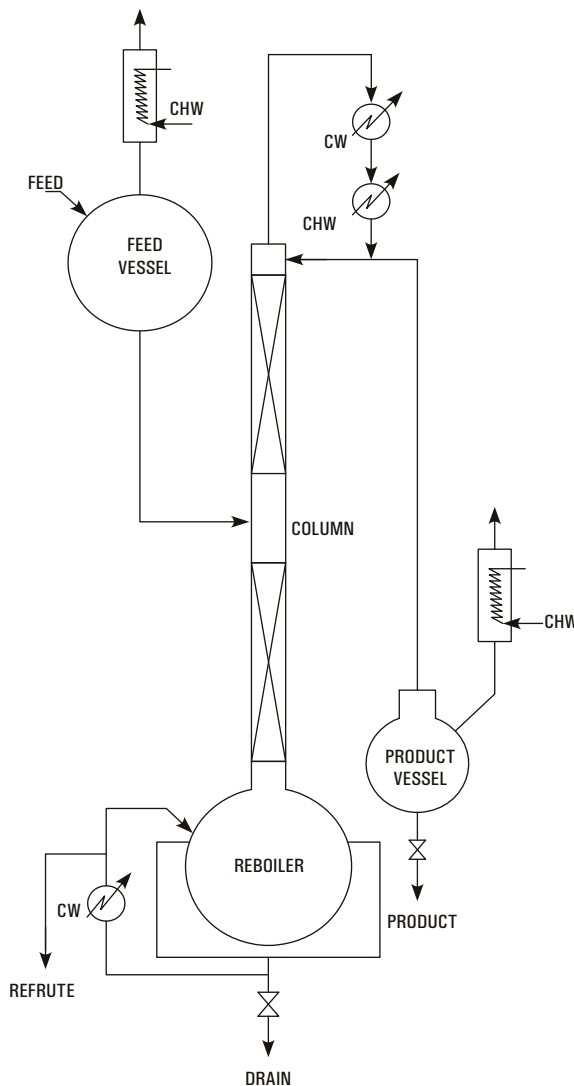 CHW
CW
FEED
FEED
VESSEL
CHW
COLUMN
CHW
PRODUCT
VESSEL
REBOILER
CW
PRODUCT
REFRUTE
DRAIN